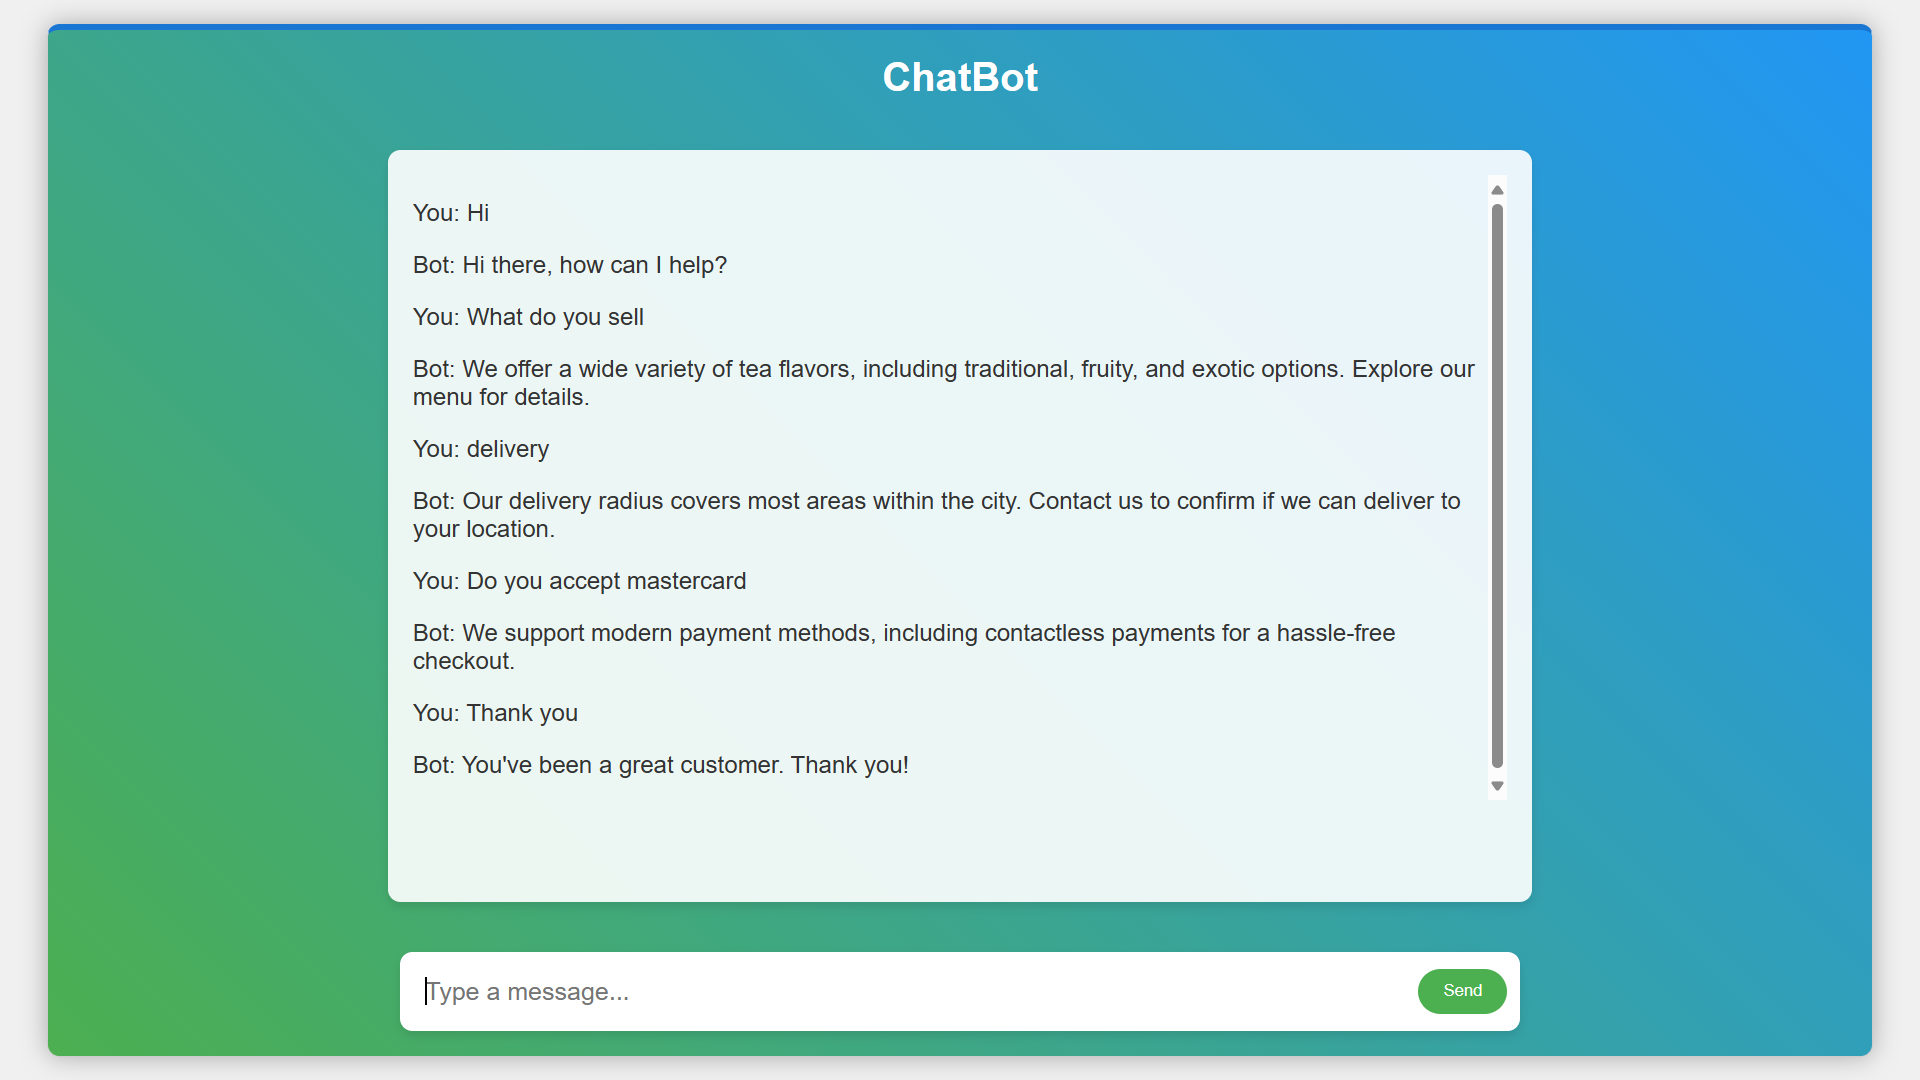 ChatBot
You: Hi
Bot: Hi there, how can I help?
You: What do you sell
Bot: We offer a wide variety of tea flavors, including traditional, fruity, and exotic options. Explore our
menu for details.
You: delivery
Bot: Our delivery radius covers most areas within the city. Contact us to confirm if we can deliver to
your location.
You: Do you accept mastercard
Bot: We support modern payment methods, including contactless payments for a hassle-free
checkout.
You: Thank you
Bot: You've been a great customer. Thank you!
Type a message...
Send